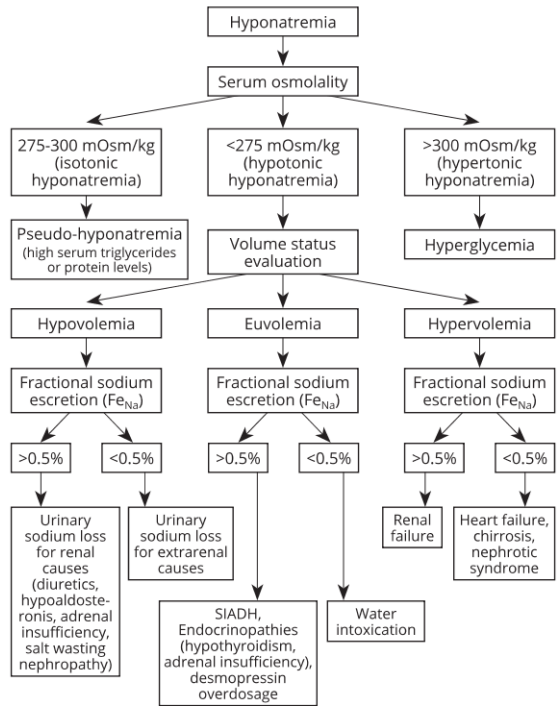 Hyponatremia
Serum osmolality
275-300 mOsm/kg
(isotonic
hyponatremia)
<275 mOsm/kg
(hypotonic
hyponatremia)
>300 mOsm/kg
(hypertonic
hyponatremia)
Pseudo-hyponatremia
(high serum triglycerides
or protein levels)
Volume status
evaluation
Hyperglycemia
Hypovolemia
Euvolemia
Hypervolemia
Fractional sodium
escretion (FeNa)
Fractional sodium
escretion (FeNa)
Fractional sodium
escretion (FeNa)
>0.5%
<0.5%
>0.5%
<0.5%
>0.5%
<0.5%
Urinary
sodium loss
for renal
causes
(diuretics,
hypoaldoste-
ronis, adrenal
insufficiency,
salt wasting
nephropathy)
Urinary
sodium loss
for extrarenal
causes
SIADH,
Endocrinopathies
(hypothyroidism,
adrenal insufficiency),
desmopressin
overdosage
Water
intoxication
Renal
failure
Heart failure,
chirrosis,
nephrotic
syndrome